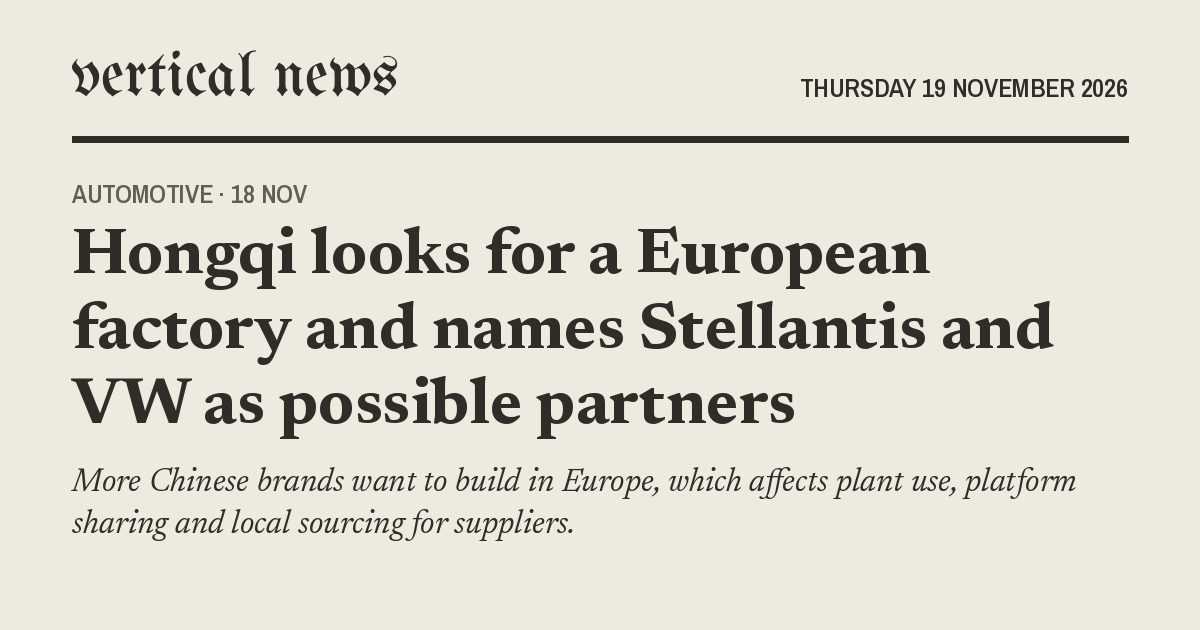 vertical news
THURSDAY 19 NOVEMBER 2026
AUTOMOTIVE · 18 NOV
Hongqi looks for a European
factory and names Stellantis and
VW as possible partners
More Chinese brands want to build in Europe, which affects plant use, platform
sharing and local sourcing for suppliers.